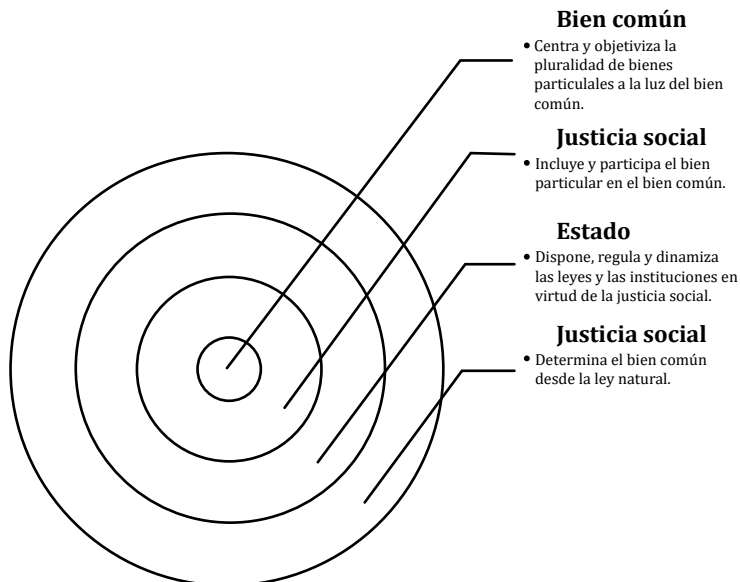 Bien común
• Centra y objetiviza la
pluralidad de bienes
particulales a la luz del bien
común.
Justicia social
• Incluye y participa el bien
particular en el bien común.
Estado
• Dispone, regula y dinamiza
las leyes y las instituciones en
virtud de la justicia social.
Justicia social
• Determina el bien común
desde la ley natural.